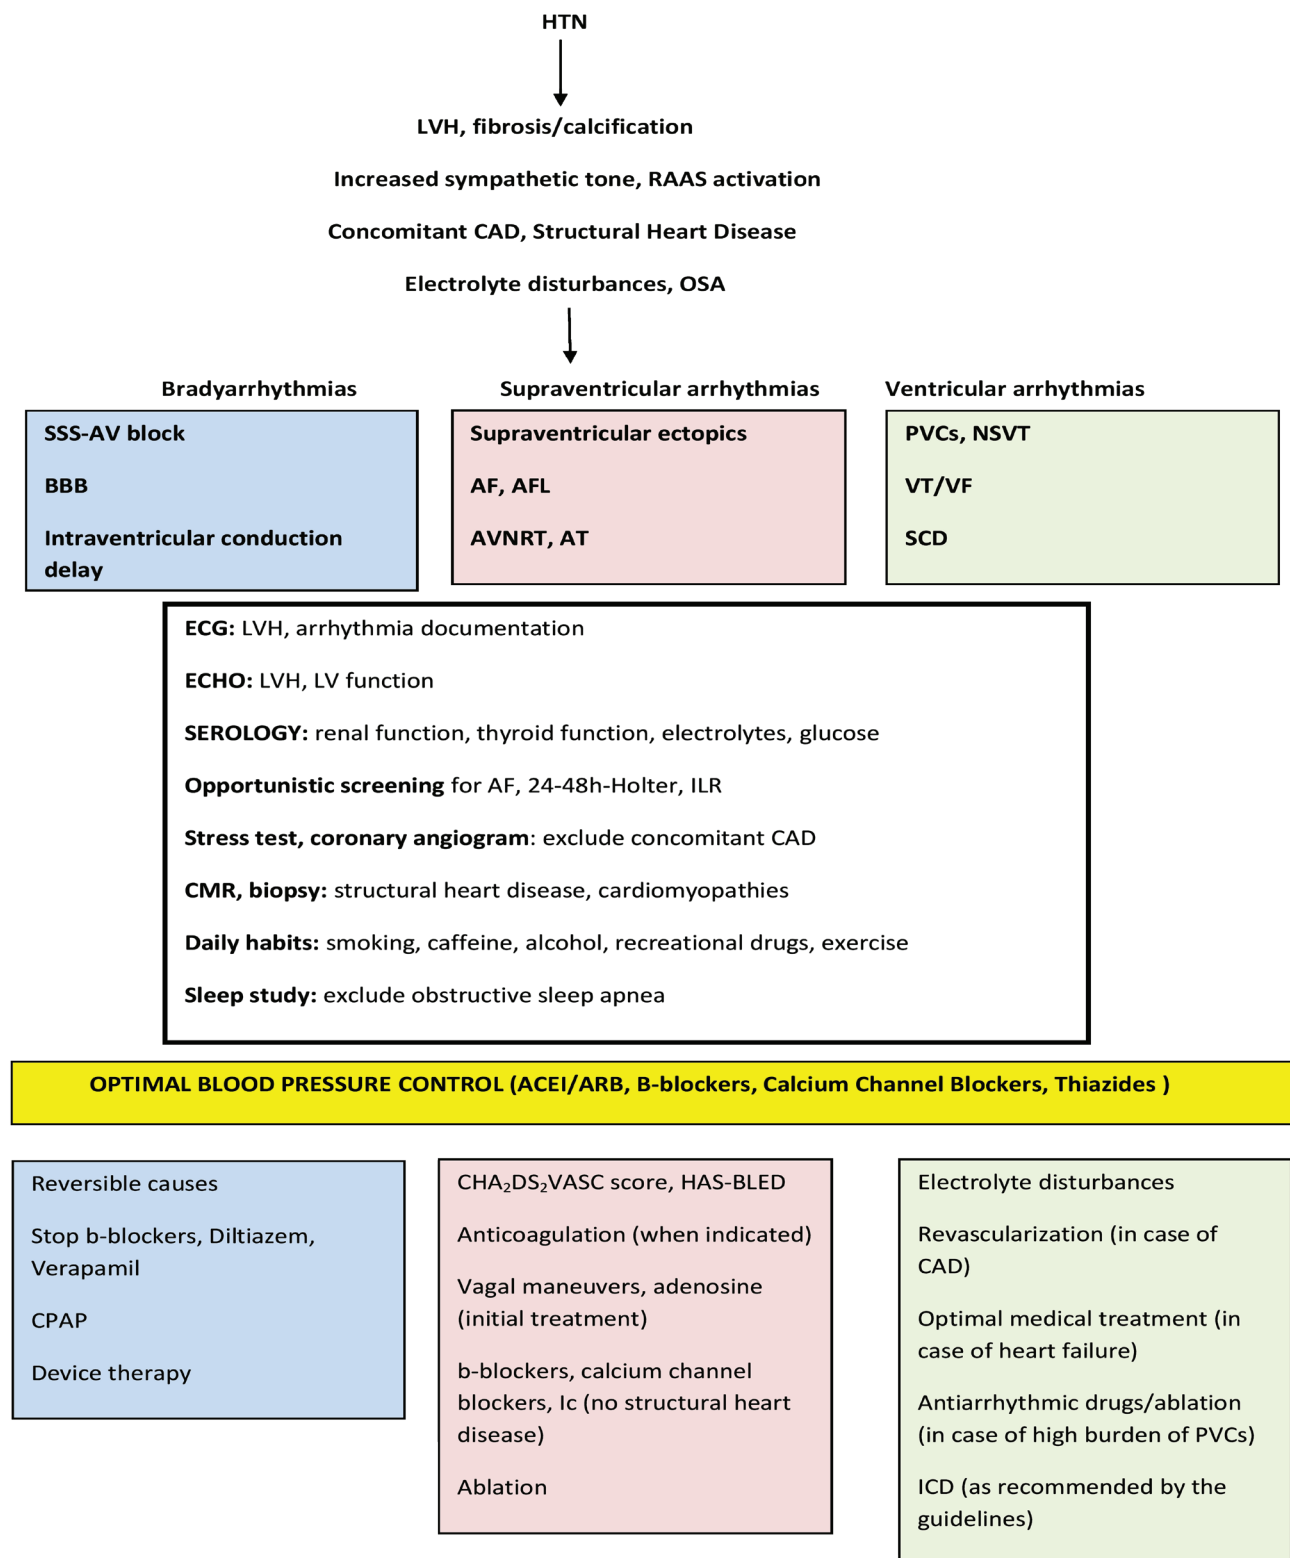 HTN
LVH, fibrosis/calcification
Increased sympathetic tone, RAAS activation
Concomitant CAD, Structural Heart Disease
Electrolyte disturbances, OSA
Bradyarrhythmias
SSS-AV block
BBB
Intraventricular conduction
delay
Supraventricular arrhythmias
Supraventricular ectopics
AF, AFL
AVNRT, AT
Ventricular arrhythmias
PVCs, NSVT
VT/VF
SCD
ECG: LVH, arrhythmia documentation
ECHO: LVH, LV function
SEROLOGY: renal function, thyroid function, electrolytes, glucose
Opportunistic screening for AF, 24-48h-Holter, ILR
Stress test, coronary angiogram: exclude concomitant CAD
CMR, biopsy: structural heart disease, cardiomyopathies
Daily habits: smoking, caffeine, alcohol, recreational drugs, exercise
Sleep study: exclude obstructive sleep apnea
OPTIMAL BLOOD PRESSURE CONTROL (ACEI/ARB, B-blockers, Calcium Channel Blockers, Thiazides )
Reversible causes
Stop b-blockers, Diltiazem,
Verapamil
CPAP
Device therapy
CHA₂DS₂VASC score, HAS-BLED
Anticoagulation (when indicated)
Vagal maneuvers, adenosine
(initial treatment)
b-blockers, calcium channel
blockers, Ic (no structural heart
disease)
Ablation
Electrolyte disturbances
Revascularization (in case of
CAD)
Optimal medical treatment (in
case of heart failure)
Antiarrhythmic drugs/ablation
(in case of high burden of PVCs)
ICD (as recommended by the
guidelines)